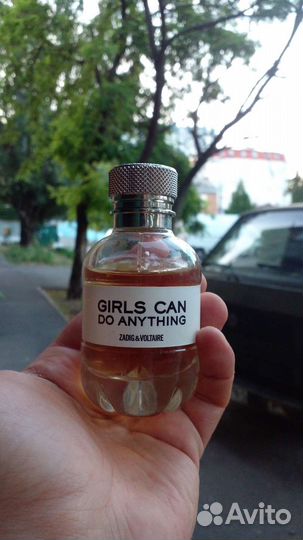 GIRLS CAN
DO ANYTHING
ZADIG&VOLTAIRE
Avito